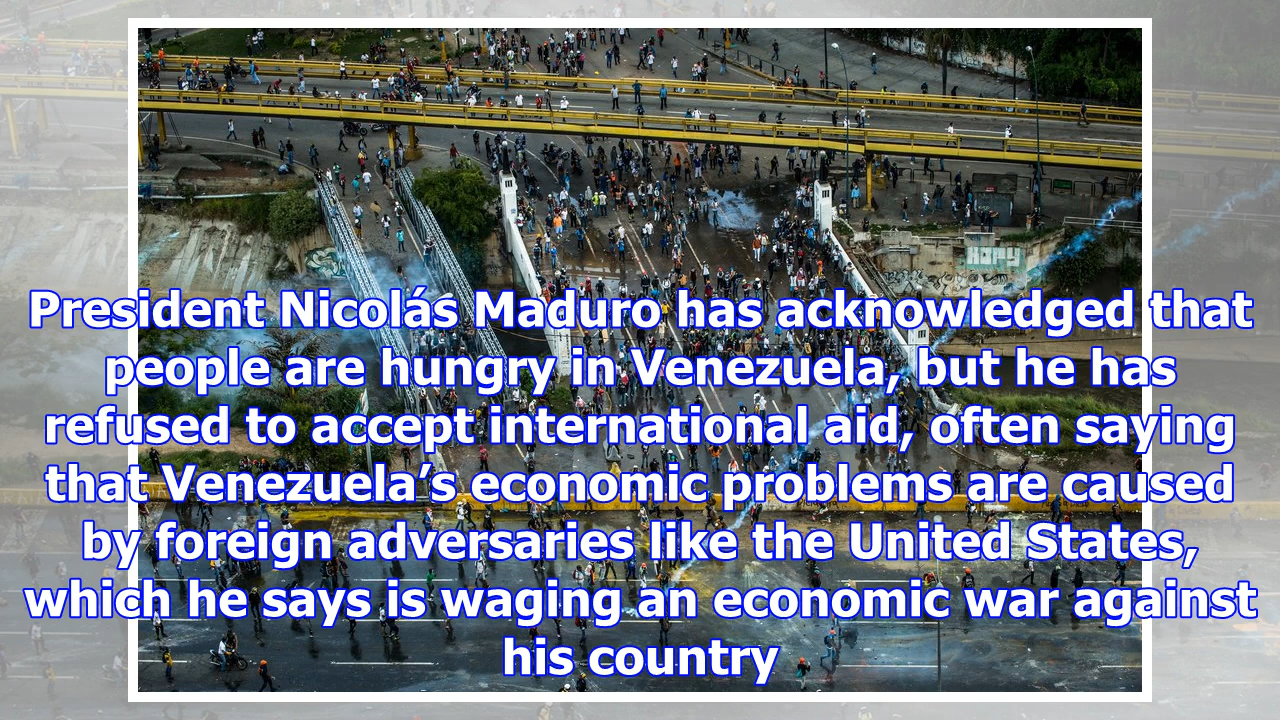 HOPY
President Nicolás Maduro has acknowledged that
people are hungry in Venezuela, but he has
refused to accept international aid, often saying
that Venezuela’s economic problems are caused
by foreign adversaries like the United States,
which he says is waging an economic war against
his country